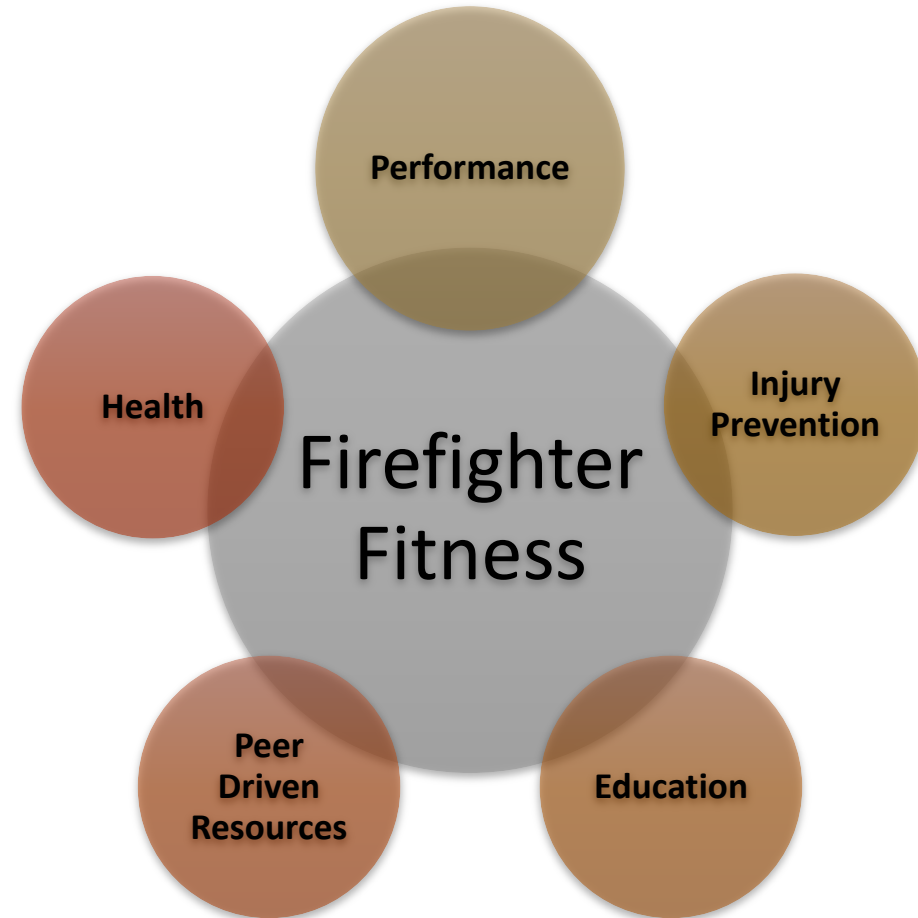 Performance
Health
Injury
Prevention
Firefighter
Fitness
Peer
Driven
Resources
Education